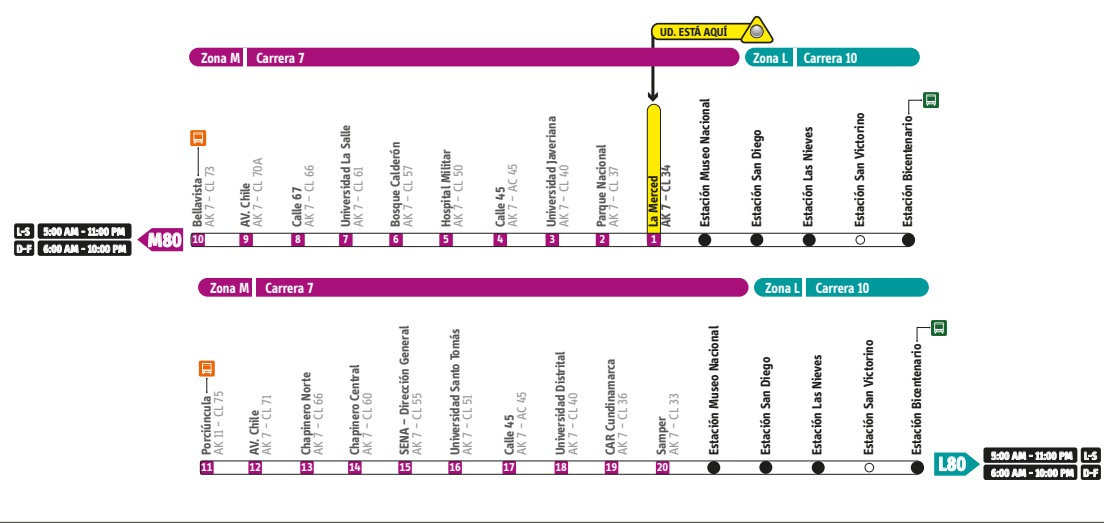 UD. ESTÁ AQUÍ
Zona M Carrera 7
Zona L Carrera 10
Bellavista
AK 7 – CL 73
AV. Chile
AK 7 – CL 70A
Calle 67
AK 7 – CL 66
Universidad La Salle
AK 7 – CL 61
Bosque Calderón
AK 7 – CL 57
Hospital Militar
AK 7 – CL 50
Calle 45
AK 7 – AC 45
Universidad Javeriana
AK 7 – CL 40
Parque Nacional
AK 7 – CL 37
La Merced
AK 7 – CL 34
Estación Museo Nacional
Estación San Diego
Estación Las Nieves
Estación San Victorino
Estación Bicentenario
L-S 5:00 AM - 11:00 PM
D-F 6:00 AM - 10:00 PM
M80
10 9 8 7 6 5 4 3 2 1
Zona M Carrera 7
Zona L Carrera 10
Porciúncula
AK 11 – CL 75
AV. Chile
AK 7 – CL 71
Chapinero Norte
AK 7 – CL 66
Chapinero Central
AK 7 – CL 60
SENA – Dirección General
AK 7 – CL 55
Universidad Santo Tomás
AK 7 – CL 51
Calle 45
AK 7 – AC 45
Universidad Distrital
AK 7 – CL 40
CAR Cundinamarca
AK 7 – CL 36
Samper
AK 7 – CL 33
Estación Museo Nacional
Estación San Diego
Estación Las Nieves
Estación San Victorino
Estación Bicentenario
11 12 13 14 15 16 17 18 19 20
L80
5:00 AM - 11:00 PM L-S
6:00 AM - 10:00 PM D-F